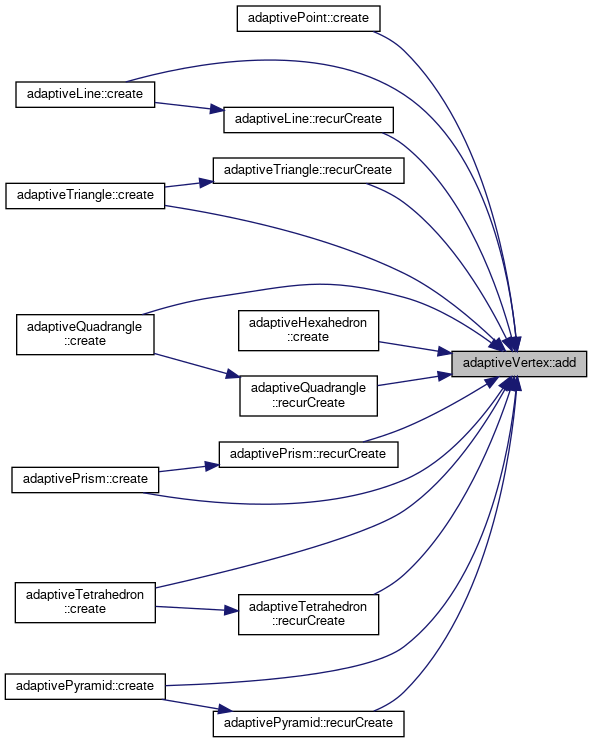 adaptivePoint::create
adaptiveLine::create
adaptiveLine::recurCreate
adaptiveTriangle::recurCreate
adaptiveTriangle::create
adaptiveQuadrangle
::create
adaptiveHexahedron
::create
adaptiveVertex::add
adaptiveQuadrangle
::recurCreate
adaptivePrism::recurCreate
adaptivePrism::create
adaptiveTetrahedron
::create
adaptiveTetrahedron
::recurCreate
adaptivePyramid::create
adaptivePyramid::recurCreate